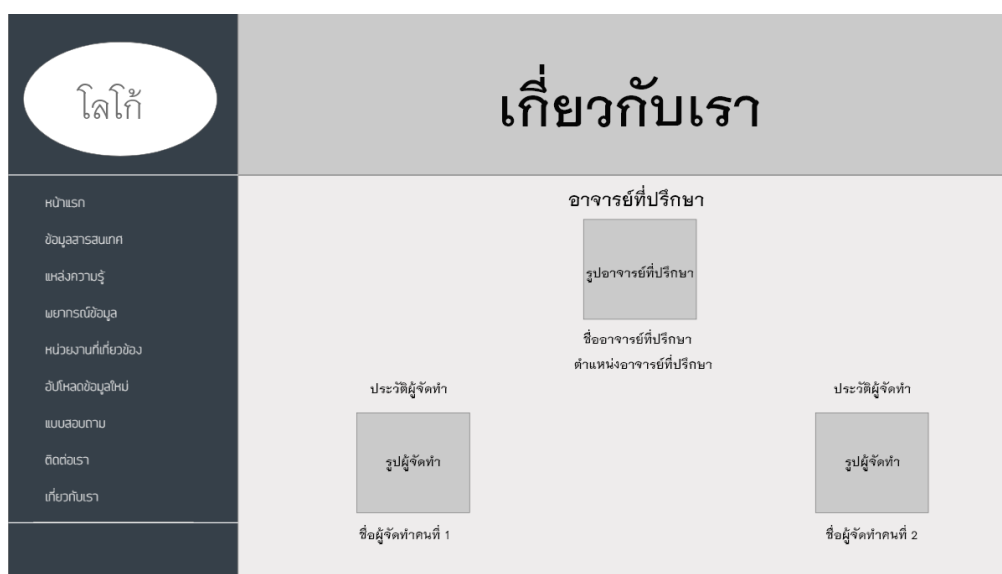 โลโก้
เกี่ยวกับเรา
หน้าแรก
ข้อมูลสารสนเทศ
แหล่งความรู้
พยากรณ์ข้อมูล
หน่วยงานที่เกี่ยวข้อง
อัปโหลดข้อมูลใหม่
แบบสอบถาม
ติดต่อเรา
เกี่ยวกับเรา
อาจารย์ที่ปรึกษา
รูปอาจารย์ที่ปรึกษา
ชื่ออาจารย์ที่ปรึกษา
ตำแหน่งอาจารย์ที่ปรึกษา
ประวัติผู้จัดทำ
ประวัติผู้จัดทำ
รูปผู้จัดทำ
รูปผู้จัดทำ
ชื่อผู้จัดทำคนที่ 1
ชื่อผู้จัดทำคนที่ 2